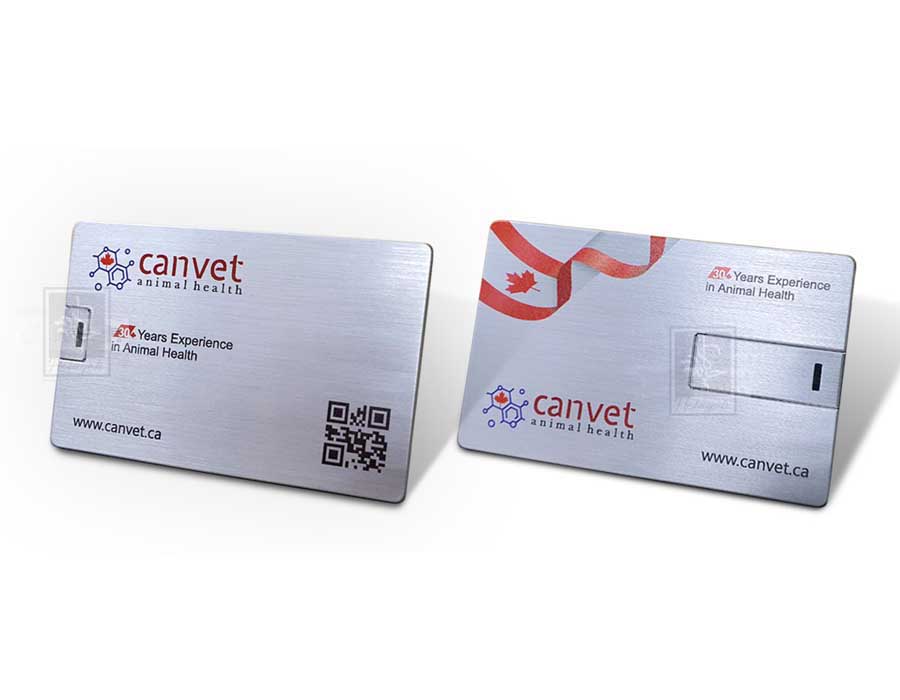 canvet
animal health
30+ Years Experience
in Animal Health
www.canvet.ca
30+ Years Experience
in Animal Health
canvet
animal health
www.canvet.ca